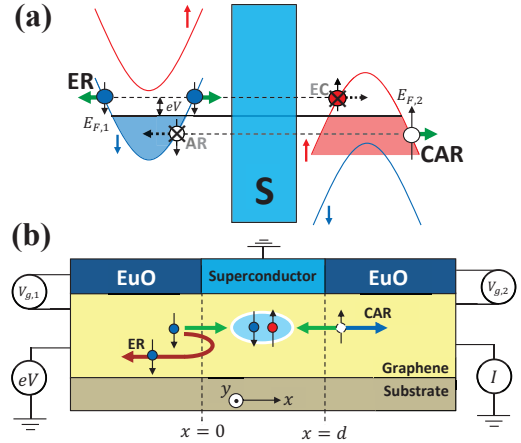 (a)
ER
eV
E_{F,1}
AR
S
EC
E_{F,2}
CAR
(b)
V_{g,1}
EuO
Superconductor
EuO
V_{g,2}
ER
CAR
eV
Graphene
I
Substrate
y
x
x = 0
x = d